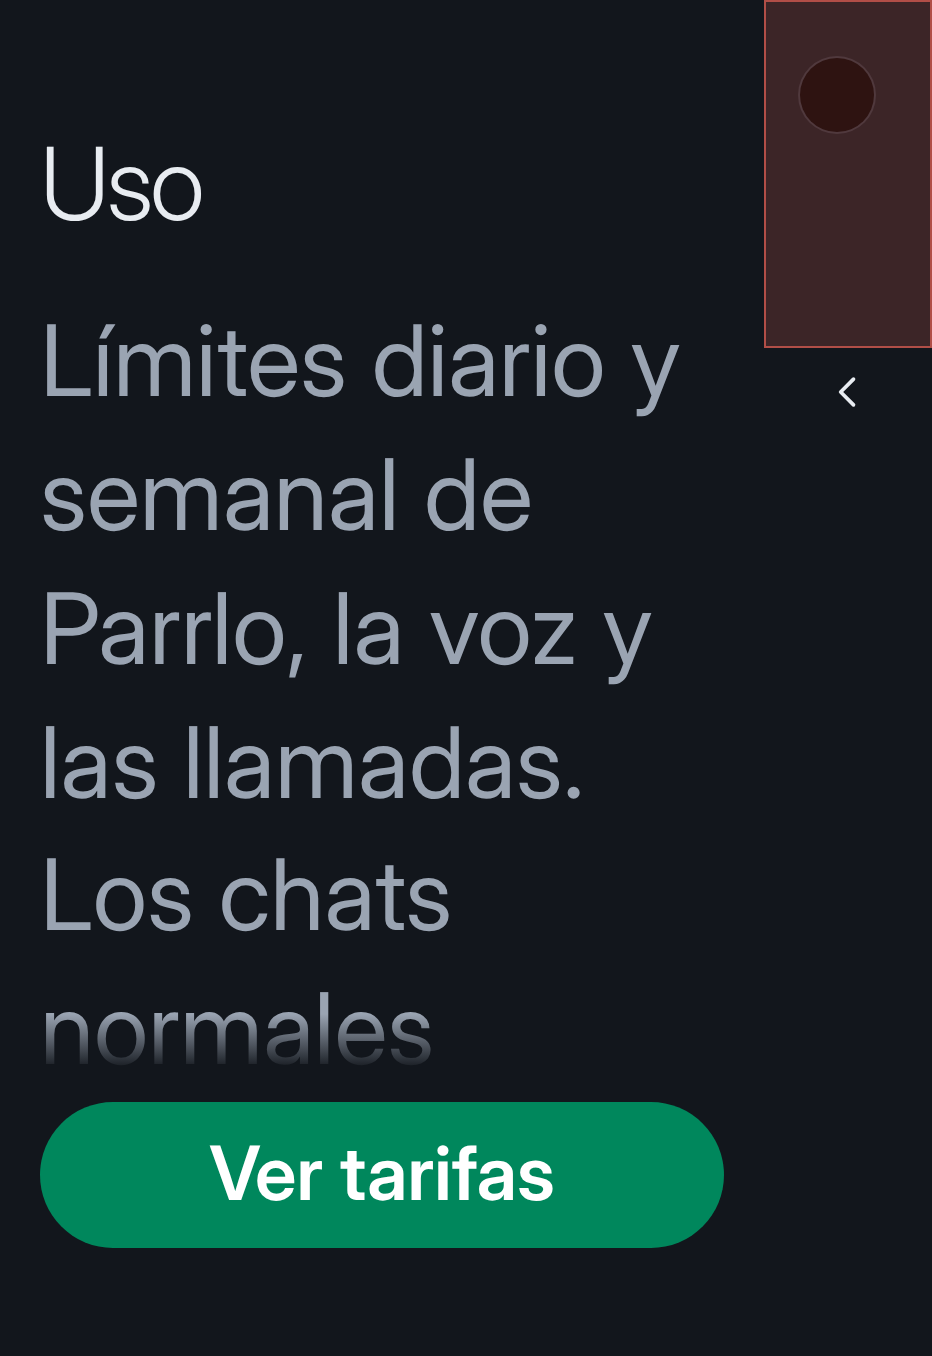 Uso
Límites diario y
semanal de
Parrlo, la voz y
las llamadas.
Los chats
normales
Ver tarifas